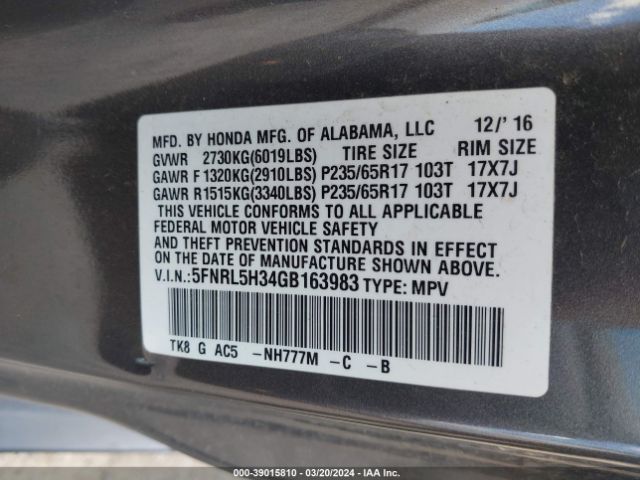 MFD. BY HONDA MFG. OF ALABAMA, LLC 12/' 16
GVWR 2730KG(6019LBS) TIRE SIZE RIM SIZE
GAWR F 1320KG(2910LBS) P235/65R17 103T 17X7J
GAWR R 1515KG(3340LBS) P235/65R17 103T 17X7J
THIS VEHICLE CONFORMS TO ALL APPLICABLE
FEDERAL MOTOR VEHICLE SAFETY
AND THEFT PREVENTION STANDARDS IN EFFECT
ON THE DATE OF MANUFACTURE SHOWN ABOVE.
V.I.N.:5FNRL5H34GB163983 TYPE: MPV
TK8 G AC5 -NH777M -C -B
000-39015810 - 03/20/2024 - IAA Inc.